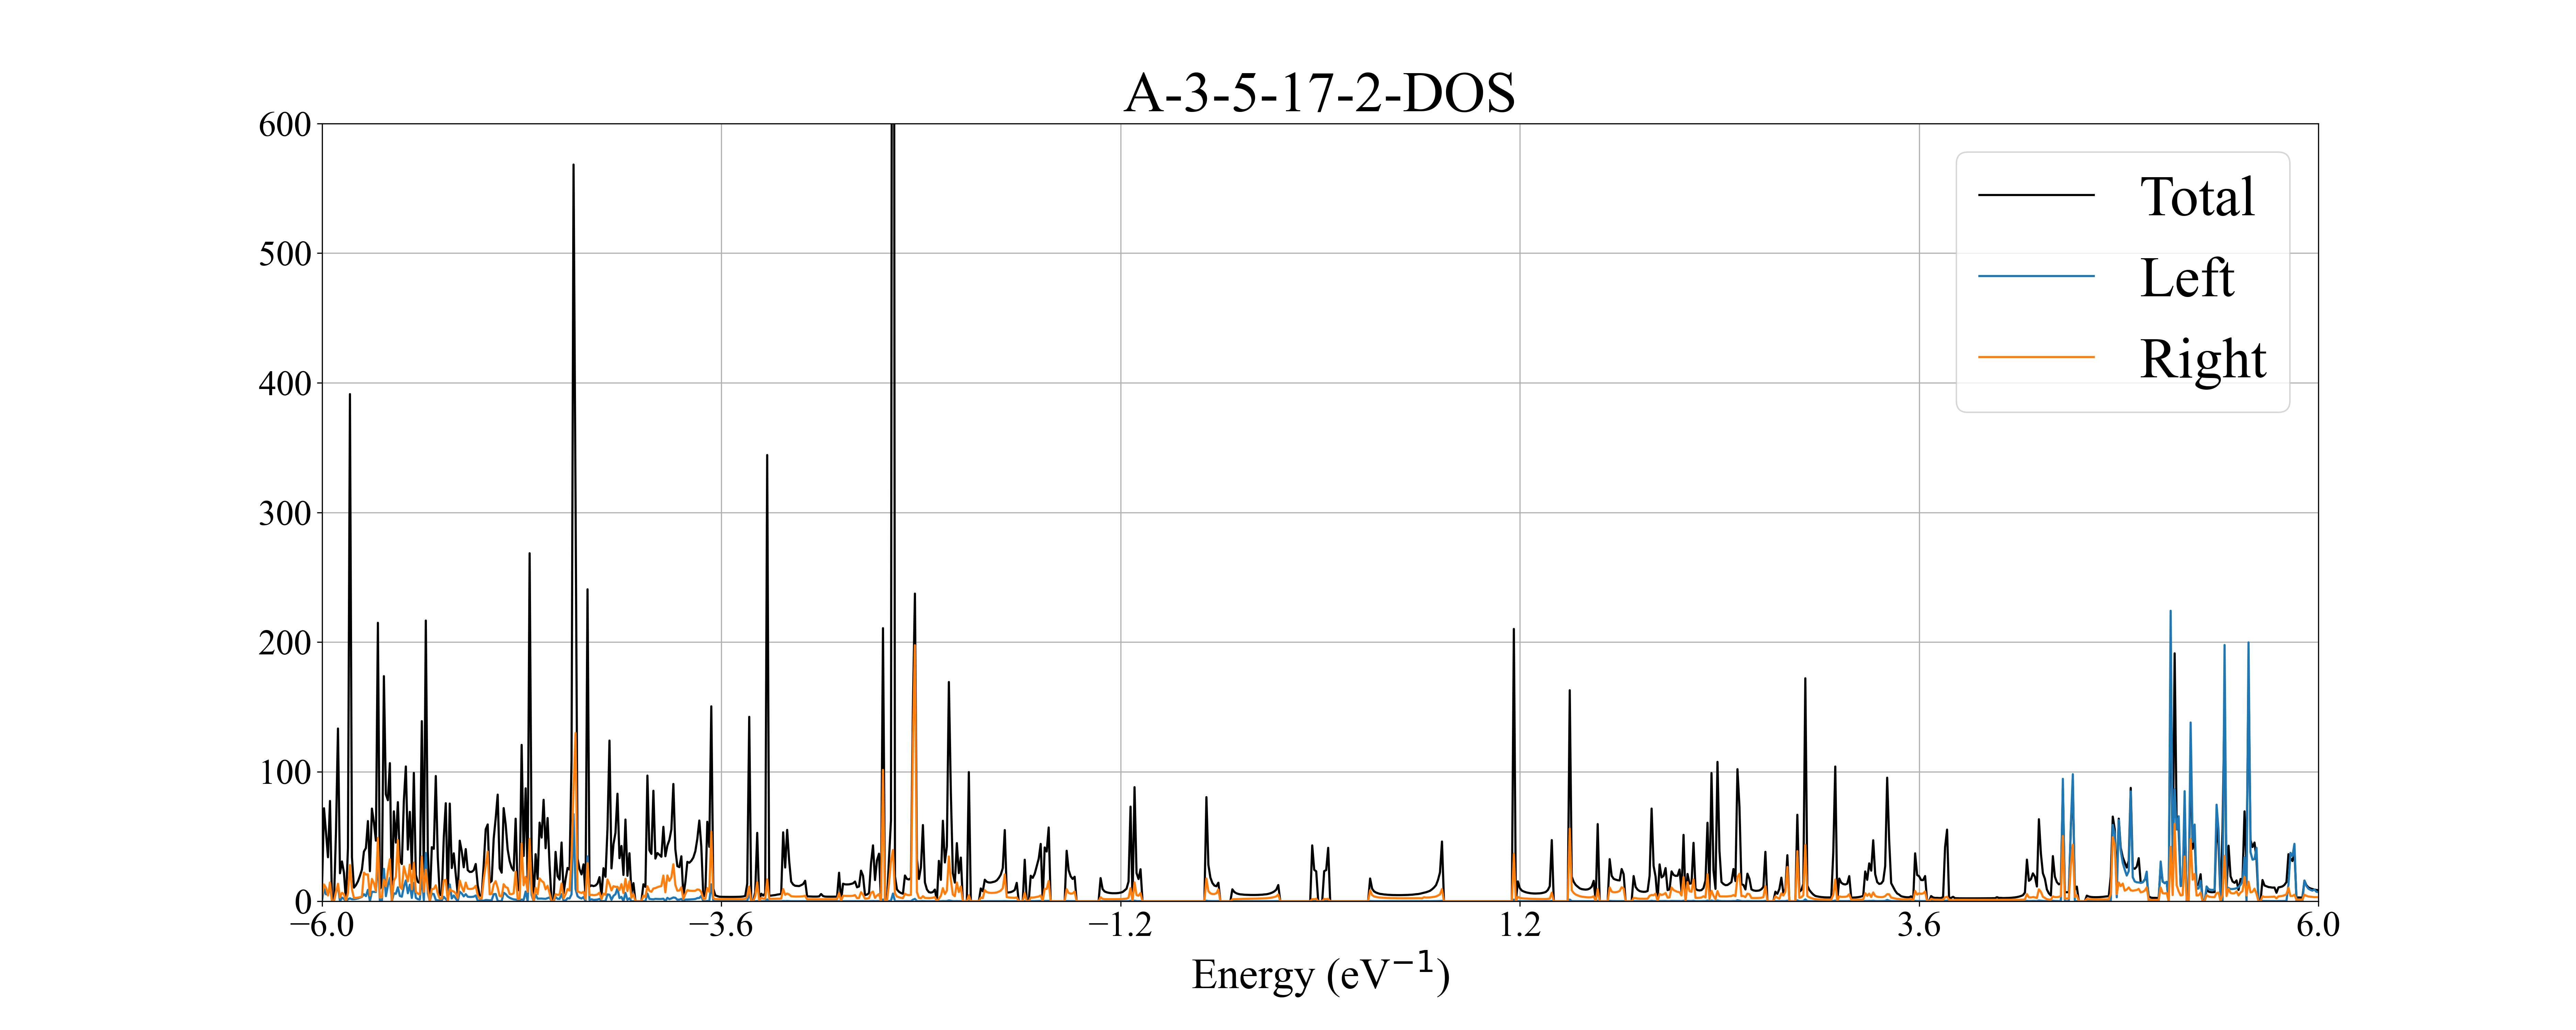 A-3-5-17-2-DOS
600
500
400
300
200
100
0
Total
Left
Right
−6.0 −3.6 −1.2 1.2 3.6 6.0
Energy (eV⁻¹)